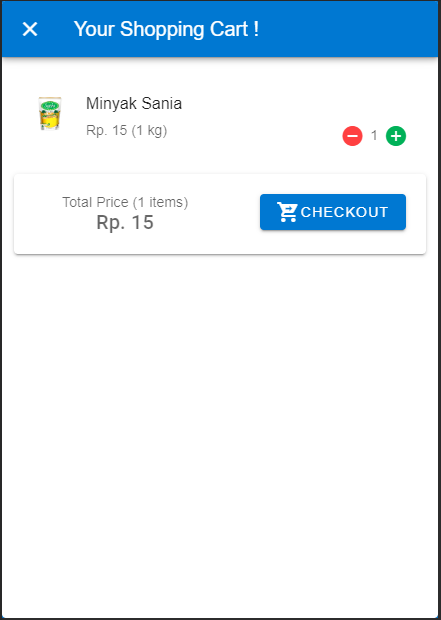 Your Shopping Cart !
Minyak Sania
Rp. 15 (1 kg)
1
Total Price (1 items)
Rp. 15
CHECKOUT